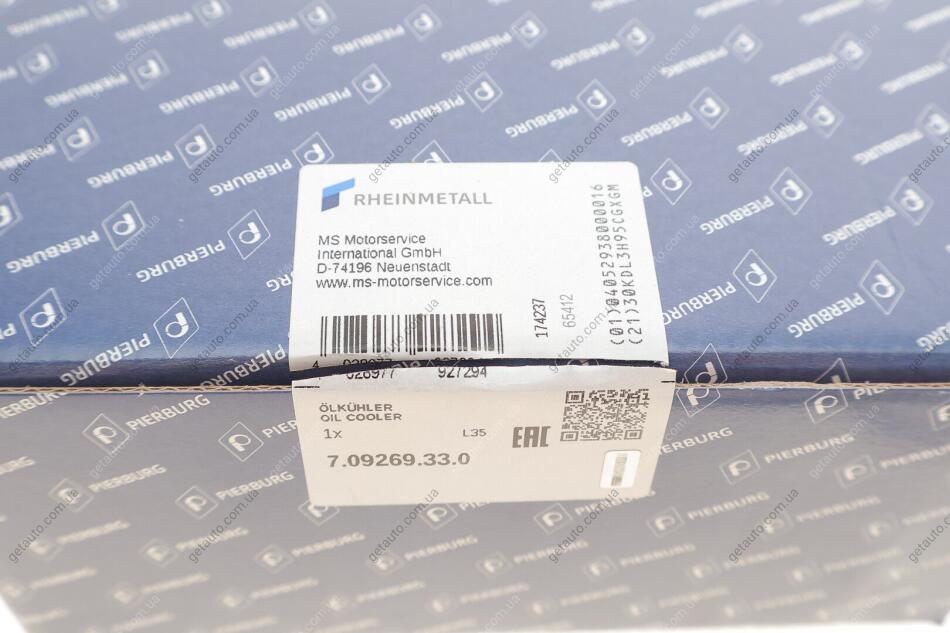 RHEINMETALL
MS Motorservice
International GmbH
D-74196 Neuenstadt
www.ms-motorservice.com
174237
65412
(01)04052938000016
(21)30KDL3H95CGXGM
4 028977 927294
ÖLKÜHLER
OIL COOLER
1x
L35
EAC
7.09269.33.0
PIERBURG
getauto.com.ua